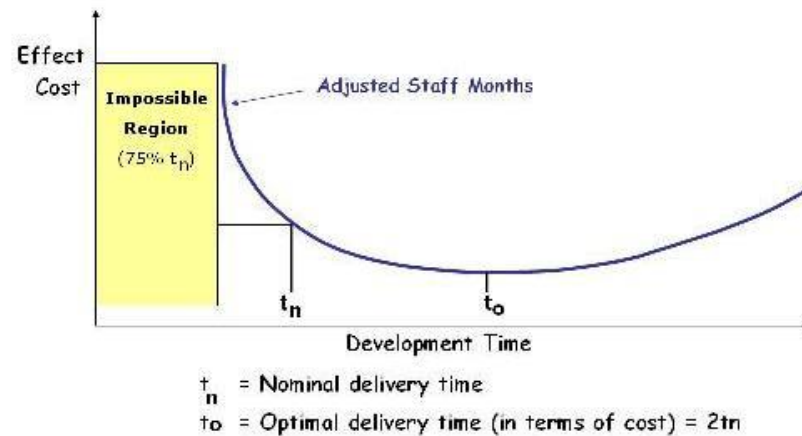 Effect
Cost
Impossible
Region
(75% tn)
Adjusted Staff Months
tn
to
Development Time
tn = Nominal delivery time
to = Optimal delivery time (in terms of cost) = 2tn